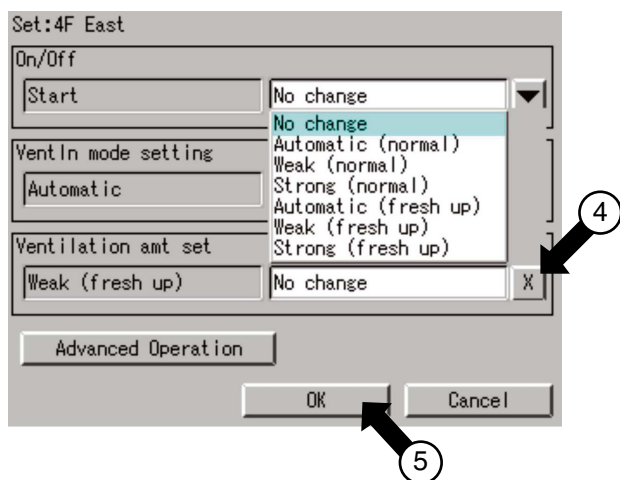 Set:4F East
On/Off
Start No change
No change
Automatic (normal)
VentIn mode setting
Weak (normal)
Automatic
Strong (normal)
Automatic (fresh up)
Weak (fresh up)
4
Ventilation amt set
Strong (fresh up)
Weak (fresh up) No change X
Advanced Operation
OK Cancel
5